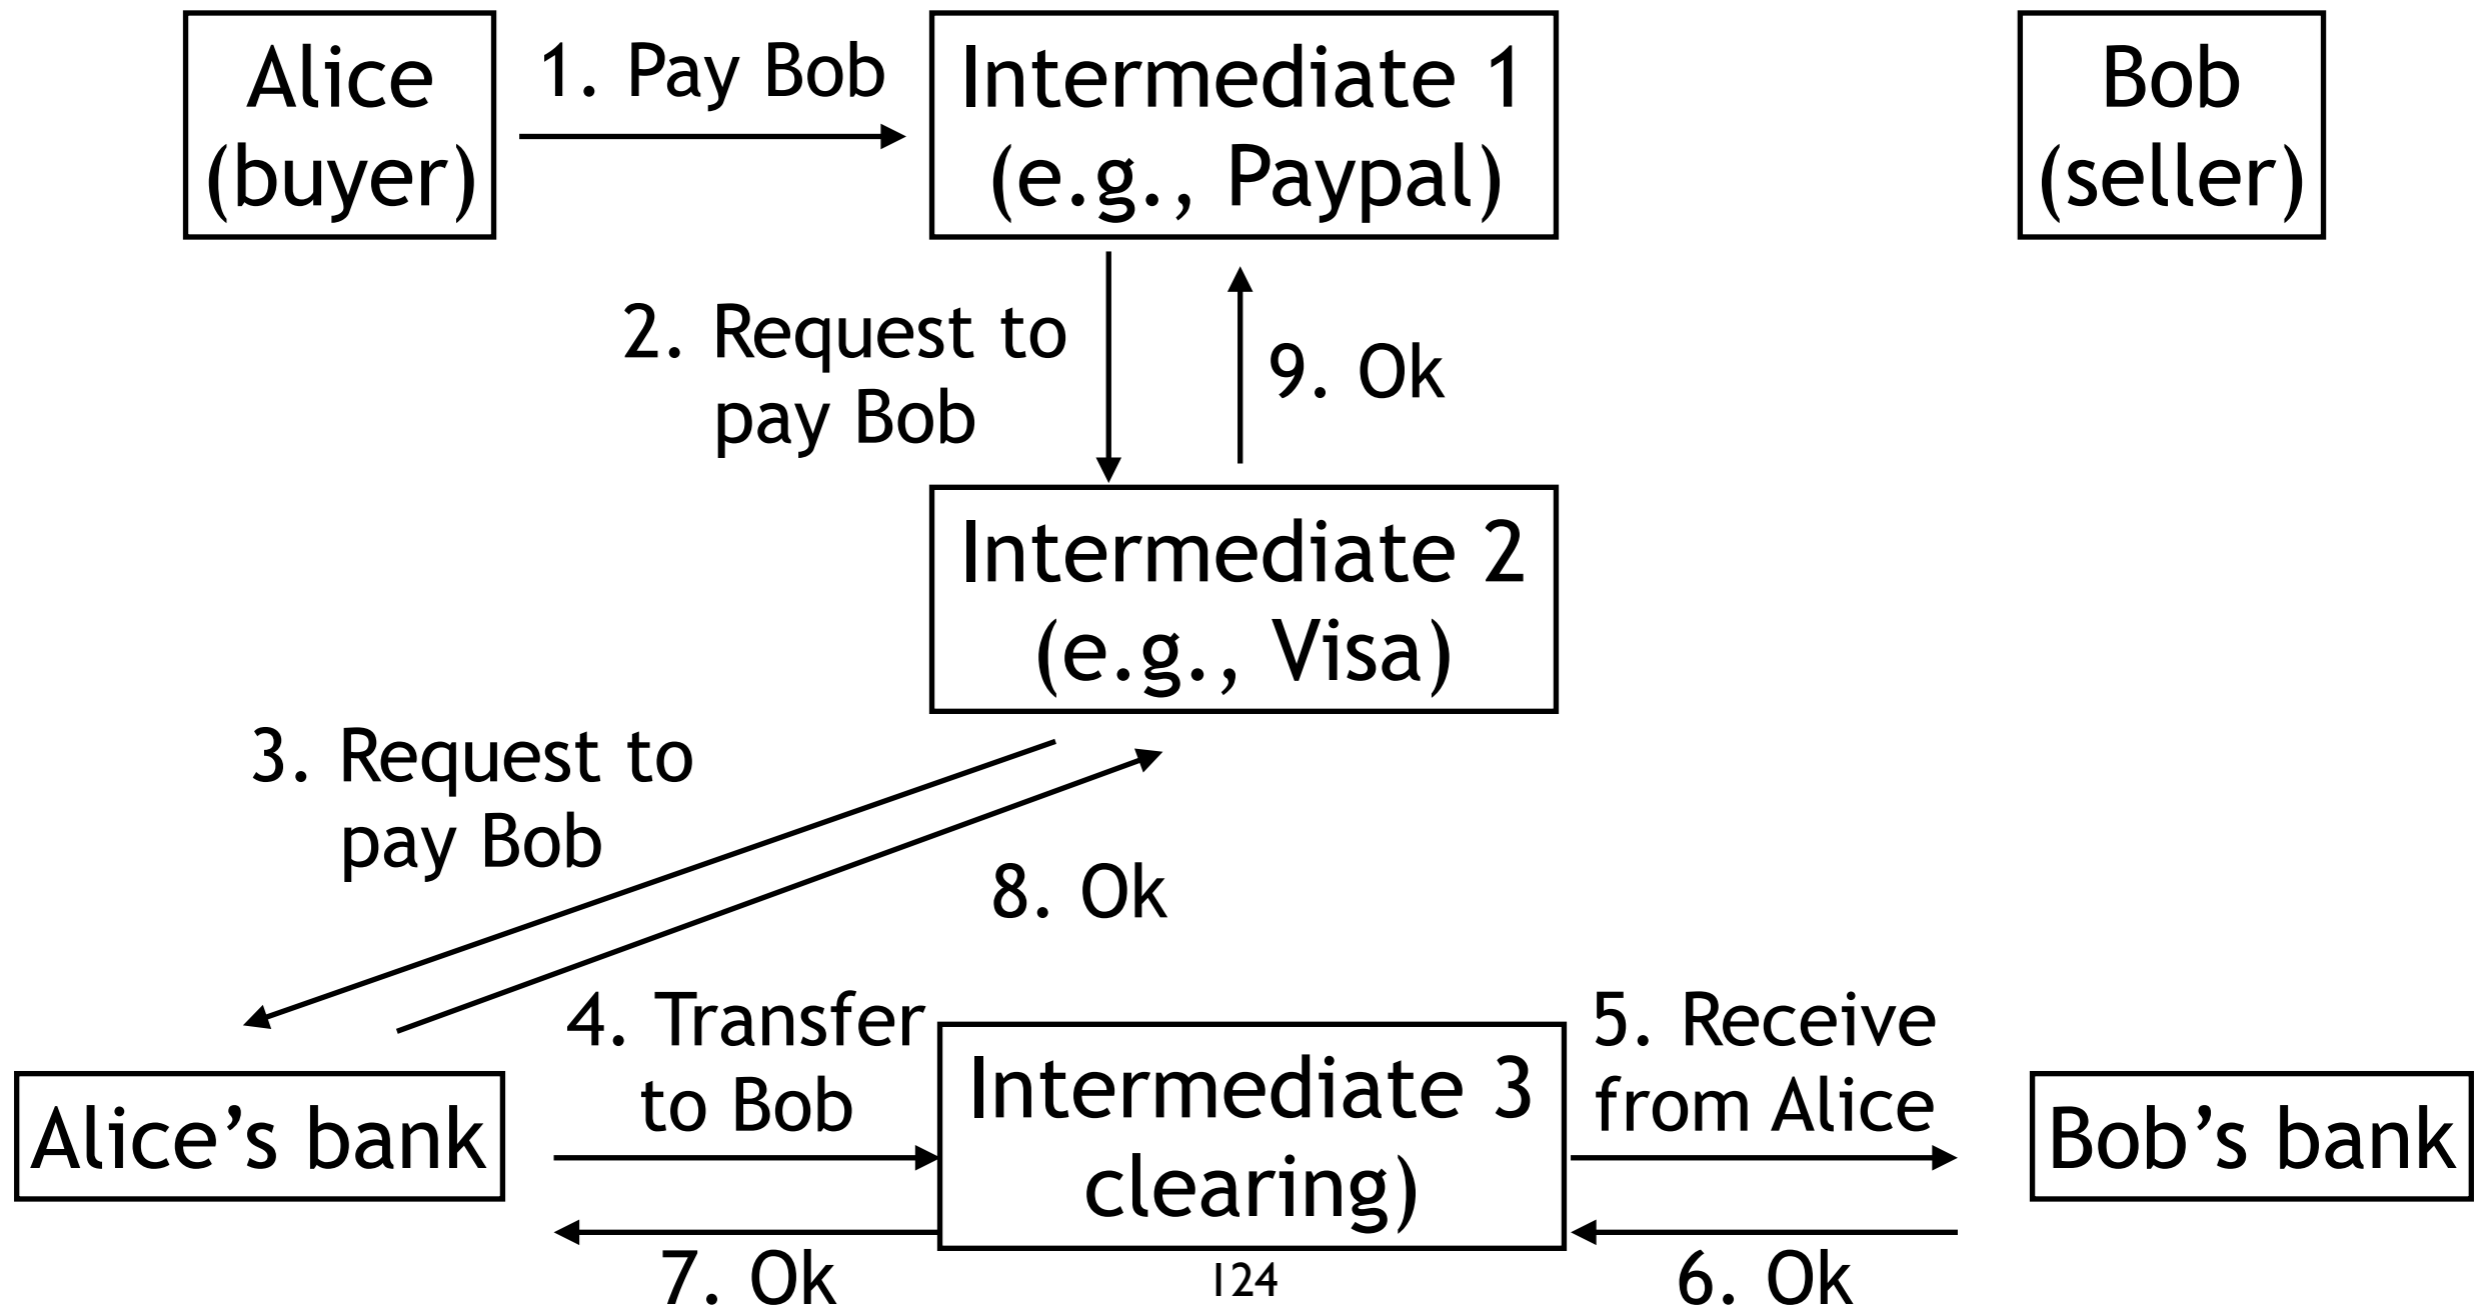 Alice
(buyer)
1. Pay Bob
Intermediate 1
(e.g., Paypal)
Bob
(seller)
2. Request to
pay Bob
9. Ok
Intermediate 2
(e.g., Visa)
3. Request to
pay Bob
8. Ok
4. Transfer
to Bob
5. Receive
from Alice
Alice’s bank
Intermediate 3
clearing)
Bob’s bank
7. Ok
124
6. Ok